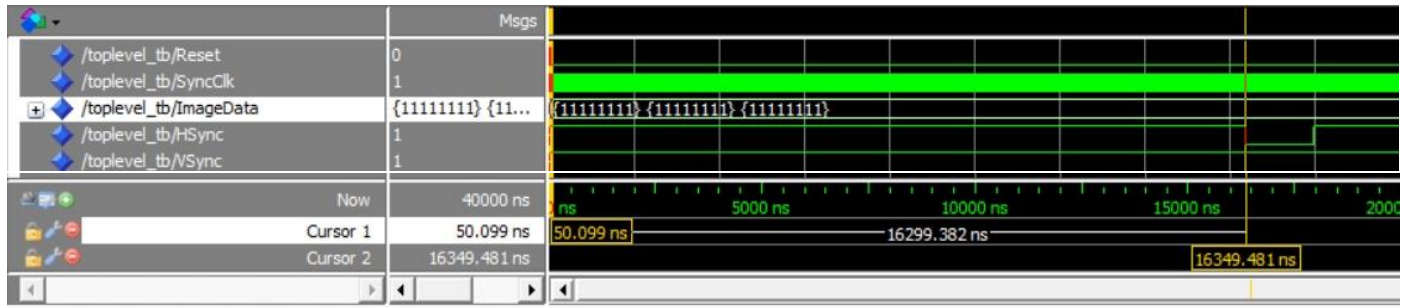 Msgs
/toplevel_tb/Reset 0
/toplevel_tb/SyncClk 1
/toplevel_tb/ImageData {11111111} {11... {11111111} {11111111} {11111111}
/toplevel_tb/HSync 1
/toplevel_tb/VSync 1
Now 40000 ns ns 5000 ns 10000 ns 15000 ns 2000
Cursor 1 50.099 ns 50.099 ns 16299.382 ns
Cursor 2 16349.481 ns 16349.481 ns